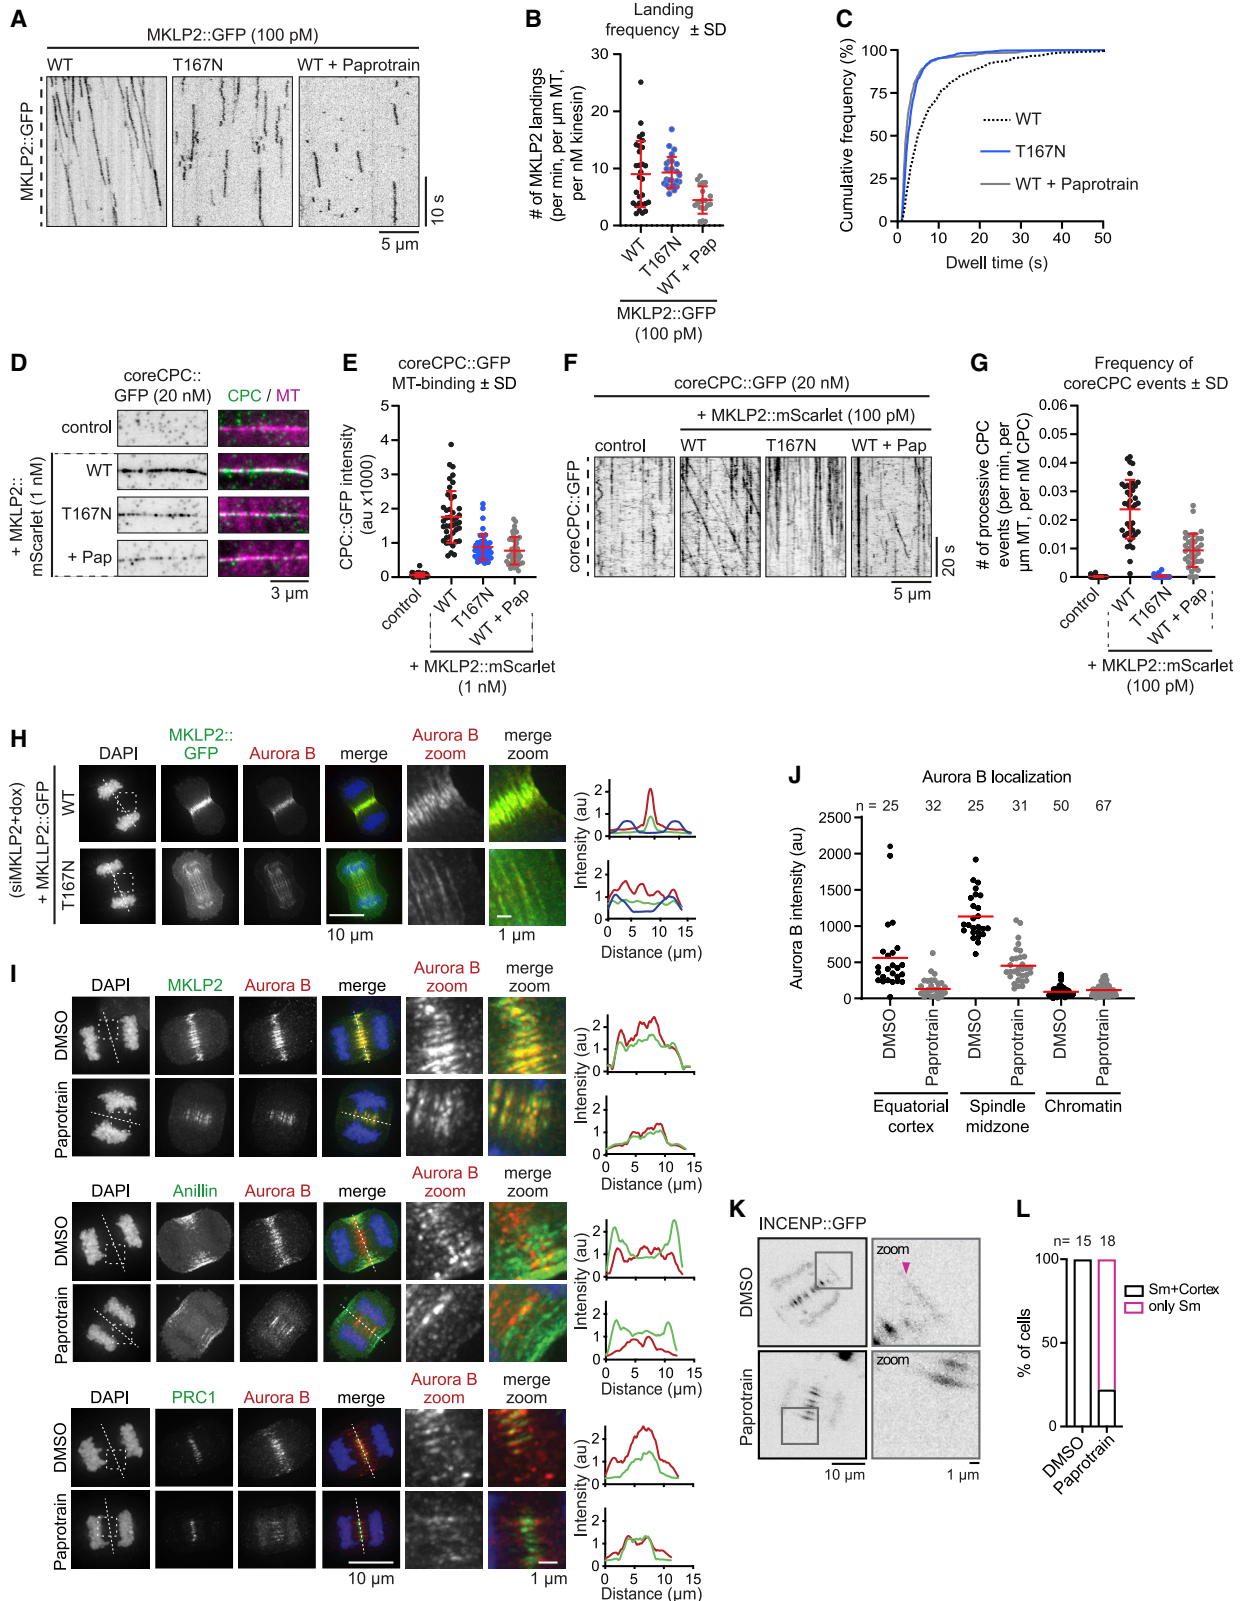 A
MKLP2::GFP (100 pM)
WT
T167N
WT + Paprotrain
MKLP2::GFP
10 s
5 µm
B
Landing
frequency ± SD
# of MKLP2 landings
(per min, per µm MT,
per nM kinesin)
30
20
10
0
WT
T167N
WT + Pap
MKLP2::GFP
(100 pM)
C
Cumulative frequency (%)
100
75
50
25
0
0 10 20 30 40 50
Dwell time (s)
WT
T167N
WT + Paprotrain
D
coreCPC::
GFP (20 nM)
CPC / MT
control
WT
T167N
+ Pap
+ MKLP2::
mScarlet (1 nM)
3 µm
E
coreCPC::GFP
MT-binding ± SD
CPC::GFP intensity
(au x1000)
5
4
3
2
1
0
control
WT
T167N
WT + Pap
+ MKLP2::mScarlet
(1 nM)
F
coreCPC::GFP (20 nM)
+ MKLP2::mScarlet (100 pM)
control
WT
T167N
WT + Pap
coreCPC::GFP
20 s
5 µm
G
Frequency of
coreCPC events ± SD
# of processive CPC
events (per min, per
µm MT, per nM CPC)
0.06
0.05
0.04
0.03
0.02
0.01
0
control
WT
T167N
WT + Pap
+ MKLP2::mScarlet
(100 pM)
H
DAPI
MKLP2::
GFP
Aurora B
merge
Aurora B
zoom
merge
zoom
(siMKLP2+dox)
+ MKLLP2::GFP
WT
T167N
10 µm
1 µm
Intensity (au)
2
1
0
2
1
0
0 5 10 15
Distance (µm)
I
DAPI
MKLP2
Aurora B
merge
Aurora B
zoom
merge
zoom
DMSO
Paprotrain
Intensity (au)
2
1
0
2
1
0
0 5 10 15
Distance (µm)
DAPI
Anillin
Aurora B
merge
Aurora B
zoom
merge
zoom
DMSO
Paprotrain
Intensity (au)
2
1
0
2
1
0
0 5 10 15
Distance (µm)
DAPI
PRC1
Aurora B
merge
Aurora B
zoom
merge
zoom
DMSO
Paprotrain
10 µm
1 µm
Intensity (au)
2
1
0
2
1
0
0 5 10 15
Distance (µm)
J
Aurora B localization
n = 25 32 25 31 50 67
Aurora B intensity (au)
2500
2000
1500
1000
500
0
DMSO
Paprotrain
DMSO
Paprotrain
DMSO
Paprotrain
Equatorial
cortex
Spindle
midzone
Chromatin
K
INCENP::GFP
DMSO
Paprotrain
zoom
zoom
10 µm
1 µm
L
n= 15 18
% of cells
100
50
0
DMSO
Paprotrain
Sm+Cortex
only Sm